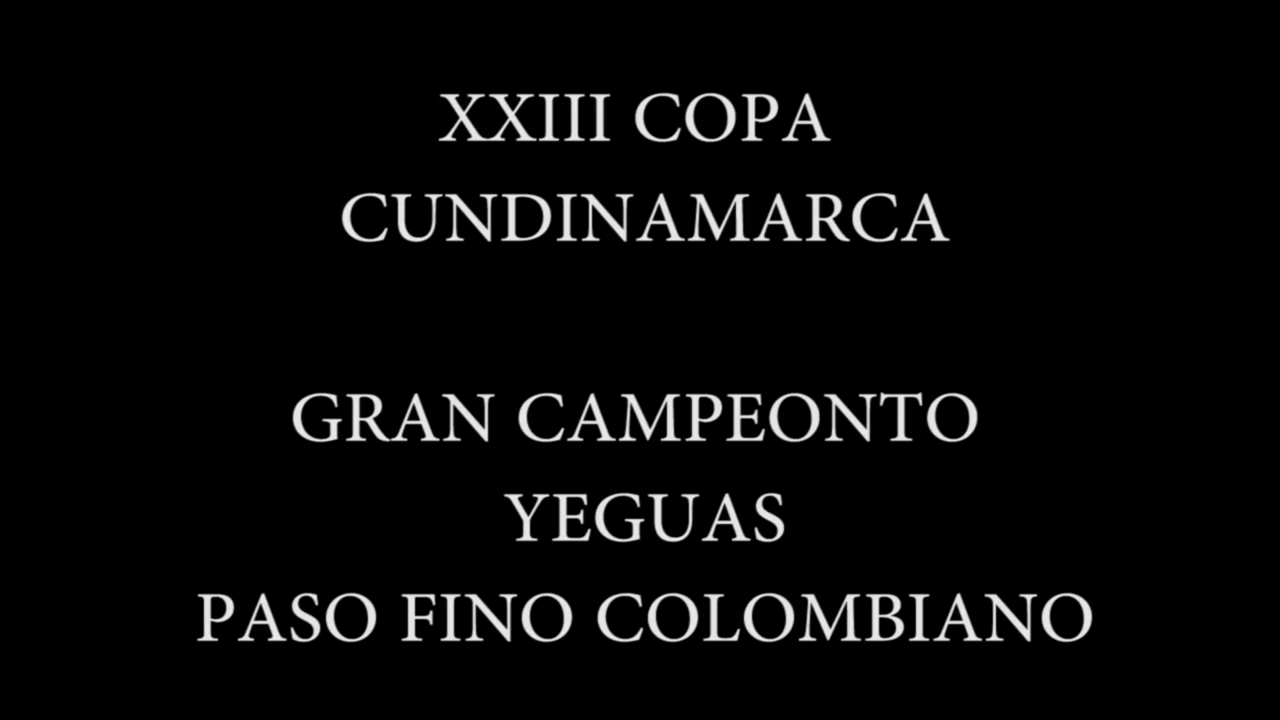 XXIII COPA
CUNDINAMARCA
GRAN CAMPEONTO
YEGUAS
PASO FINO COLOMBIANO